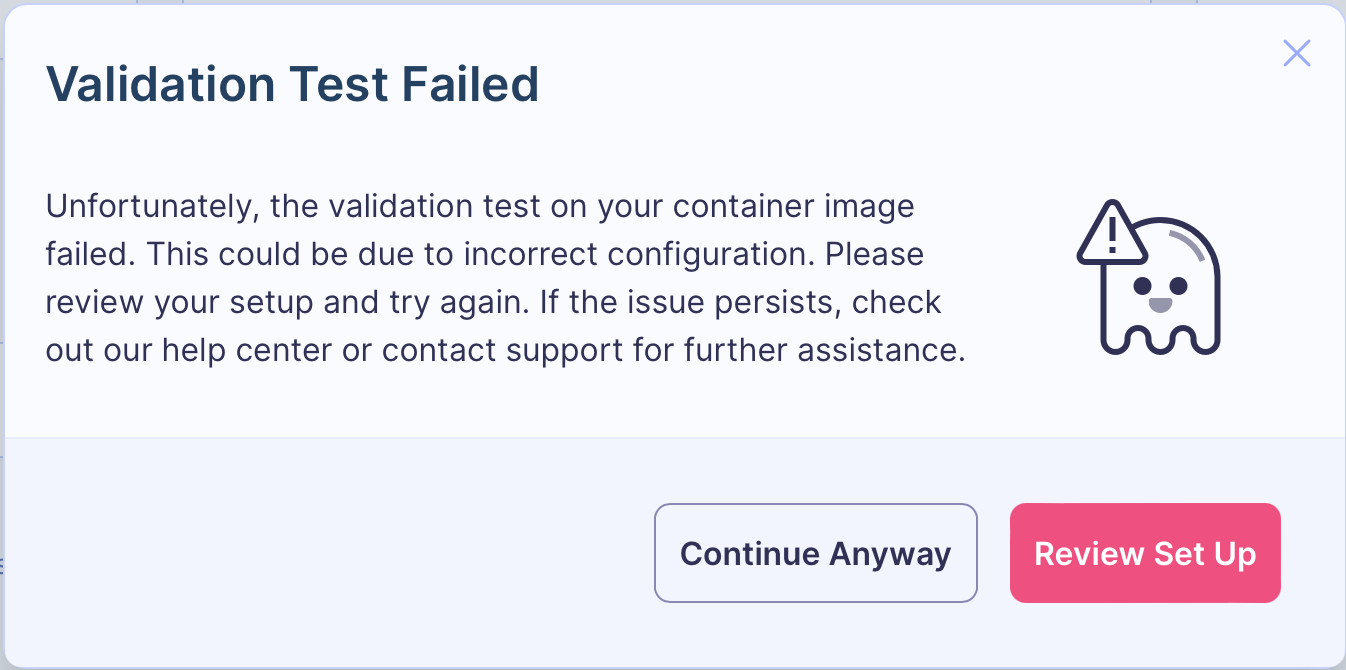 Validation Test Failed
Unfortunately, the validation test on your container image
failed. This could be due to incorrect configuration. Please
review your setup and try again. If the issue persists, check
out our help center or contact support for further assistance.
Continue Anyway
Review Set Up